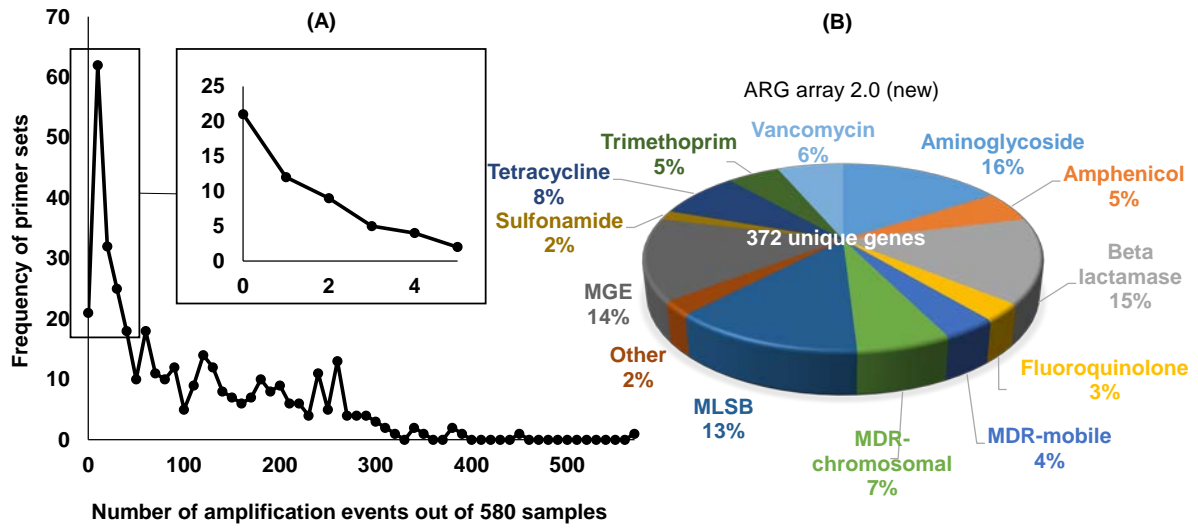 (A)
70
60
50
40
30
20
10
0
Frequency of primer sets
25
20
15
10
5
0
0 2 4
0 100 200 300 400 500
Number of amplification events out of 580 samples
(B)
ARG array 2.0 (new)
Vancomycin
6%
Aminoglycoside
16%
Amphenicol
5%
Beta
lactamase
15%
Fluoroquinolone
3%
MDR-mobile
4%
MDR-
chromosomal
7%
MLSB
13%
Other
2%
MGE
14%
Sulfonamide
2%
Tetracycline
8%
Trimethoprim
5%
372 unique genes